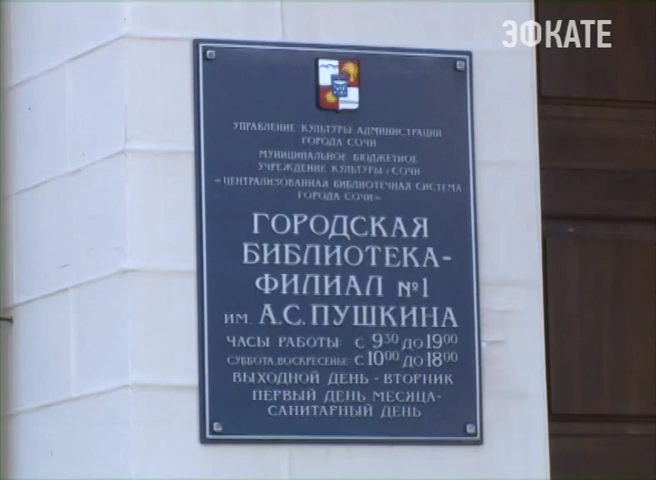 ЭФКАТЕ
УПРАВЛЕНИЕ КУЛЬТУРЫ АДМИНИСТРАЦИИ
ГОРОДА СОЧИ
МУНИЦИПАЛЬНОЕ БЮДЖЕТНОЕ
УЧРЕЖДЕНИЕ КУЛЬТУРЫ г. СОЧИ
«ЦЕНТРАЛИЗОВАННАЯ БИБЛИОТЕЧНАЯ СИСТЕМА
ГОРОДА СОЧИ»
ГОРОДСКАЯ
БИБЛИОТЕКА-
ФИЛИАЛ №1
ИМ. А.С. ПУШКИНА
ЧАСЫ РАБОТЫ: С 9³⁰ ДО 19⁰⁰
СУББОТА, ВОСКРЕСЕНЬЕ: С 10⁰⁰ ДО 18⁰⁰
ВЫХОДНОЙ ДЕНЬ - ВТОРНИК
ПЕРВЫЙ ДЕНЬ МЕСЯЦА-
САНИТАРНЫЙ ДЕНЬ